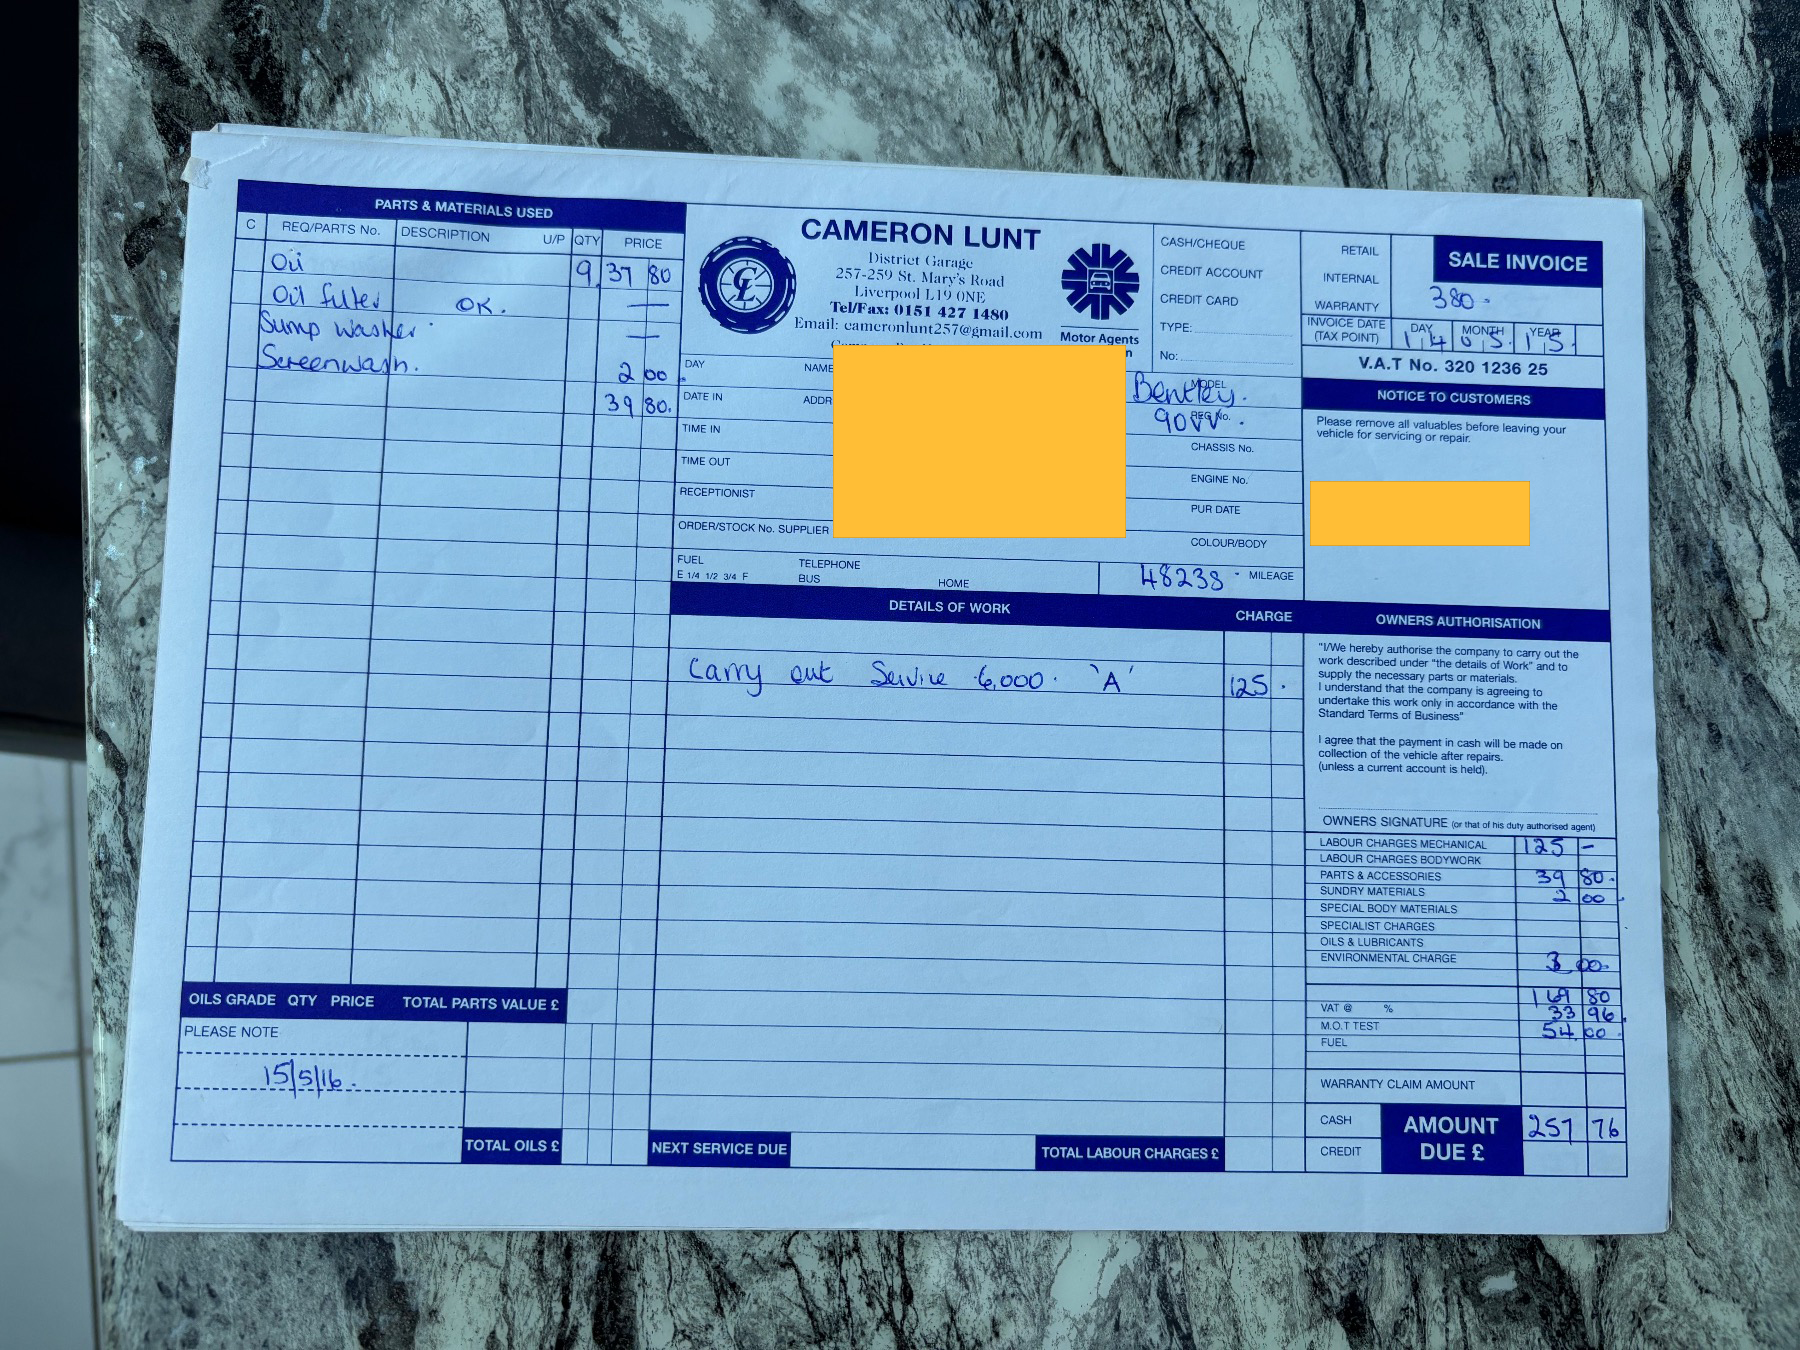 PARTS & MATERIALS USED
C REQ/PARTS No. DESCRIPTION U/P QTY PRICE
Oil 9. 37 80
Oil filter OK. —
Sump washer. —
Screenwash. 2 00.
39 80.
CAMERON LUNT
District Garage
257-259 St. Mary's Road
Liverpool L19 0NE
Tel/Fax: 0151 427 1480
Email: cameronlunt257@gmail.com
CL
Motor Agents
CASH/CHEQUE
CREDIT ACCOUNT
CREDIT CARD
TYPE:
No:
RETAIL
INTERNAL
WARRANTY
SALE INVOICE
380.
INVOICE DATE
(TAX POINT)
DAY MONTH YEAR
14 05. 15.
V.A.T No. 320 1236 25
DAY NAME
DATE IN ADDR
TIME IN
TIME OUT
RECEPTIONIST
ORDER/STOCK No. SUPPLIER
FUEL
E 1/4 1/2 3/4 F
TELEPHONE
BUS HOME
MODEL
Bentley.
REG No.
90VV.
CHASSIS No.
ENGINE No.
PUR DATE
COLOUR/BODY
48238. MILEAGE
NOTICE TO CUSTOMERS
Please remove all valuables before leaving your
vehicle for servicing or repair.
DETAILS OF WORK CHARGE
Carry out Service 6,000. 'A' 125.
OWNERS AUTHORISATION
"I/We hereby authorise the company to carry out the
work described under "the details of Work" and to
supply the necessary parts or materials.
I understand that the company is agreeing to
undertake this work only in accordance with the
Standard Terms of Business"
I agree that the payment in cash will be made on
collection of the vehicle after repairs.
(unless a current account is held).
OWNERS SIGNATURE (or that of his duty authorised agent)
LABOUR CHARGES MECHANICAL 125 -
LABOUR CHARGES BODYWORK
PARTS & ACCESSORIES 39 80.
SUNDRY MATERIALS 2 00.
SPECIAL BODY MATERIALS
SPECIALIST CHARGES
OILS & LUBRICANTS
ENVIRONMENTAL CHARGE 3 00.
169 80
VAT @ % 33 96.
M.O.T TEST 54.00.
FUEL
WARRANTY CLAIM AMOUNT
CASH
CREDIT
AMOUNT
DUE £
257 76
OILS GRADE QTY PRICE TOTAL PARTS VALUE £
PLEASE NOTE
15/5/16.
TOTAL OILS £
NEXT SERVICE DUE
TOTAL LABOUR CHARGES £